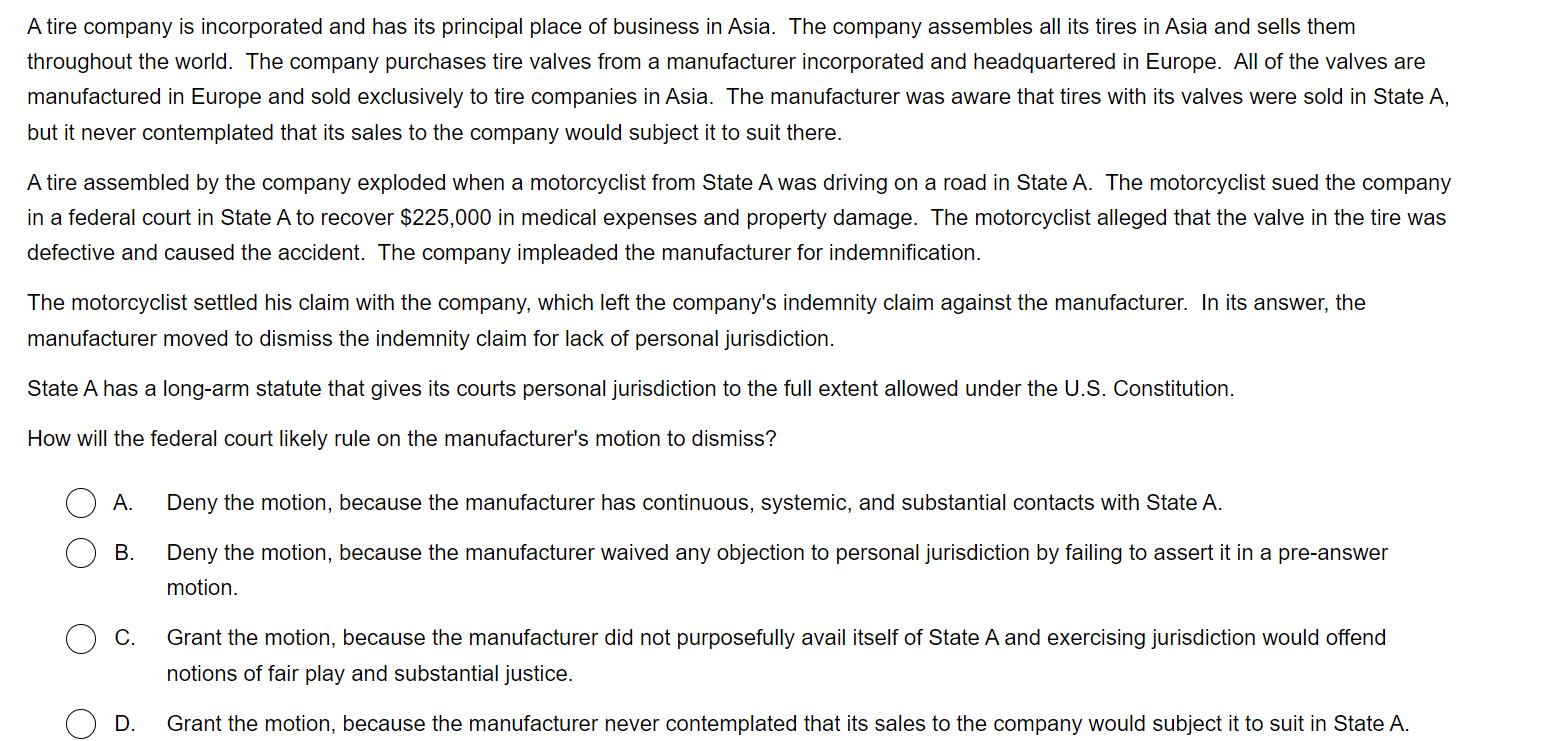 A tire company is incorporated and has its principal place of business in Asia.  The company assembles all its tires in Asia and sells them
throughout the world.  The company purchases tire valves from a manufacturer incorporated and headquartered in Europe.  All of the valves are
manufactured in Europe and sold exclusively to tire companies in Asia.  The manufacturer was aware that tires with its valves were sold in State A,
but it never contemplated that its sales to the company would subject it to suit there.
A tire assembled by the company exploded when a motorcyclist from State A was driving on a road in State A.  The motorcyclist sued the company
in a federal court in State A to recover $225,000 in medical expenses and property damage.  The motorcyclist alleged that the valve in the tire was
defective and caused the accident.  The company impleaded the manufacturer for indemnification.
The motorcyclist settled his claim with the company, which left the company's indemnity claim against the manufacturer.  In its answer, the
manufacturer moved to dismiss the indemnity claim for lack of personal jurisdiction.
State A has a long-arm statute that gives its courts personal jurisdiction to the full extent allowed under the U.S. Constitution.
How will the federal court likely rule on the manufacturer's motion to dismiss?
A. Deny the motion, because the manufacturer has continuous, systemic, and substantial contacts with State A.
B. Deny the motion, because the manufacturer waived any objection to personal jurisdiction by failing to assert it in a pre-answer
motion.
C. Grant the motion, because the manufacturer did not purposefully avail itself of State A and exercising jurisdiction would offend
notions of fair play and substantial justice.
D. Grant the motion, because the manufacturer never contemplated that its sales to the company would subject it to suit in State A.